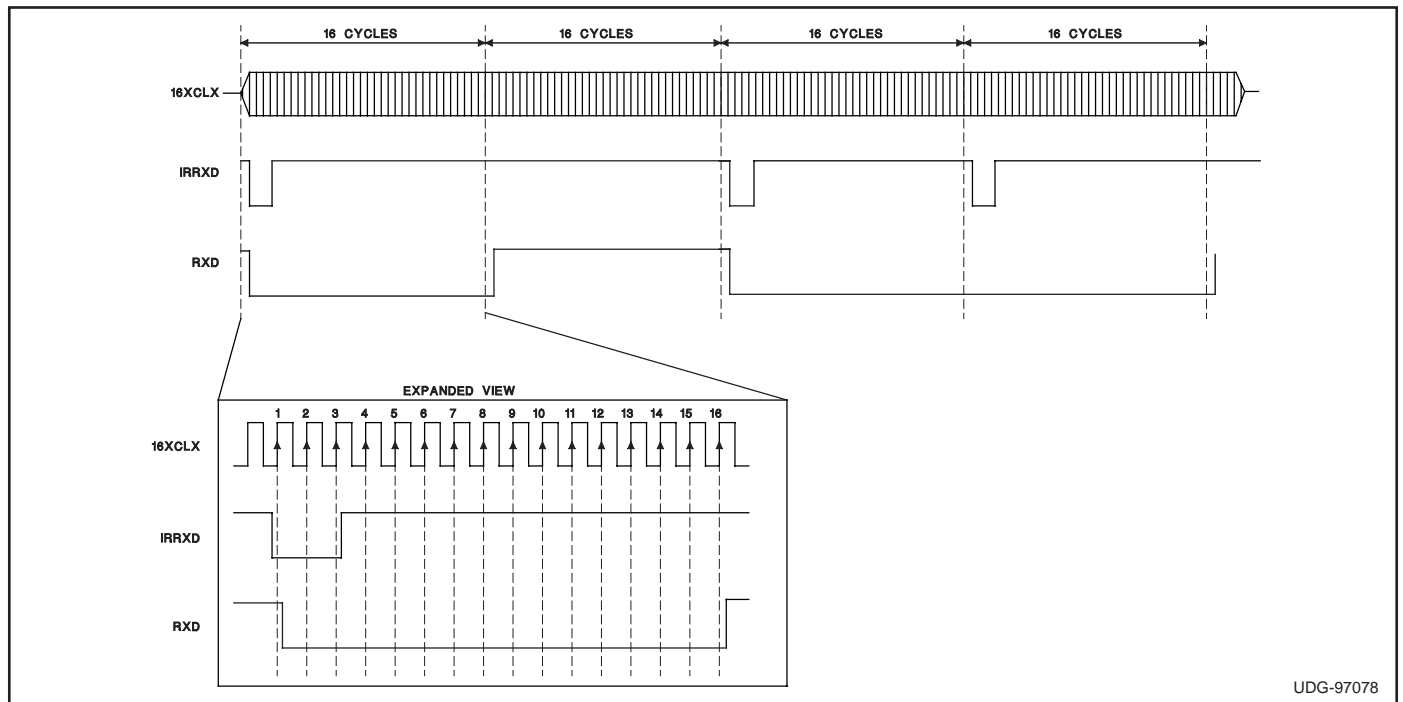 16 CYCLES 16 CYCLES 16 CYCLES 16 CYCLES
16XCLX
IRRXD
RXD
EXPANDED VIEW
1 2 3 4 5 6 7 8 9 10 11 12 13 14 15 16
16XCLX
IRRXD
RXD
UDG-97078